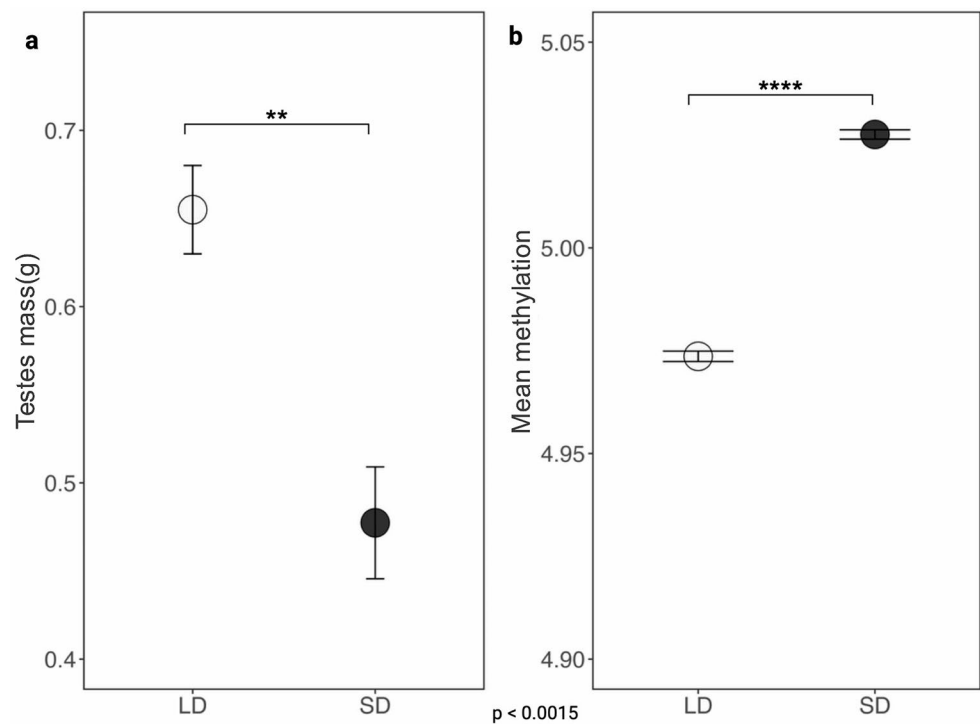 a
**
0.7
0.6
0.5
0.4
Testes mass(g)
LD SD
b
****
5.05
5.00
4.95
4.90
Mean methylation
LD SD
p < 0.0015